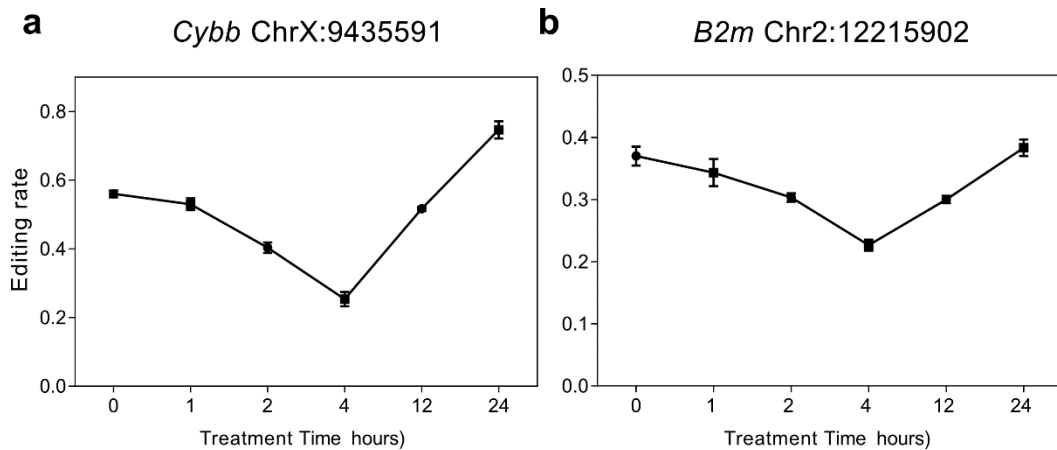 a
Cybb ChrX:9435591
Editing rate
0.8
0.6
0.4
0.2
0.0
0 1 2 4 12 24
Treatment Time hours)
b
B2m Chr2:12215902
0.5
0.4
0.3
0.2
0.1
0.0
0 1 2 4 12 24
Treatment Time hours)